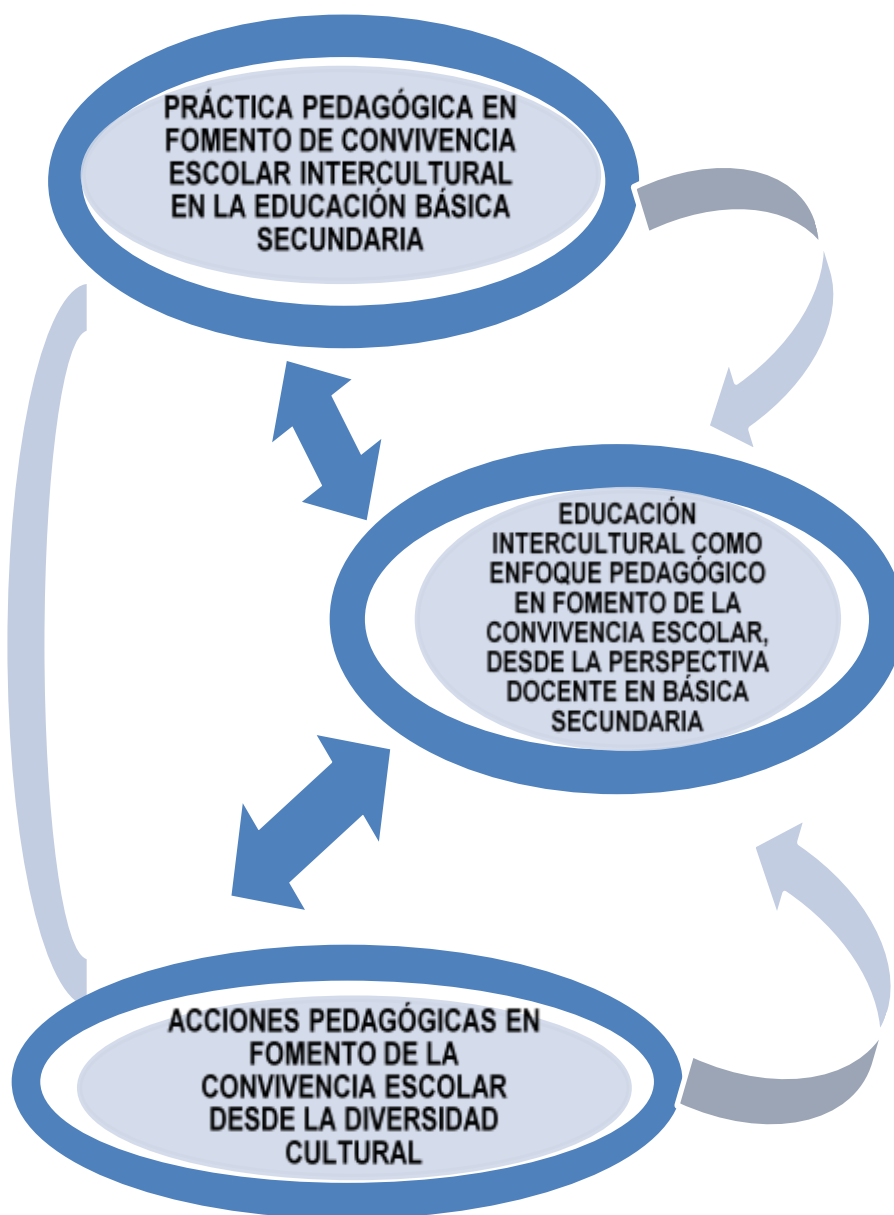 PRÁCTICA PEDAGÓGICA EN
FOMENTO DE CONVIVENCIA
ESCOLAR INTERCULTURAL
EN LA EDUCACIÓN BÁSICA
SECUNDARIA
EDUCACIÓN
INTERCULTURAL COMO
ENFOQUE PEDAGÓGICO
EN FOMENTO DE LA
CONVIVENCIA ESCOLAR,
DESDE LA PERSPECTIVA
DOCENTE EN BÁSICA
SECUNDARIA
ACCIONES PEDAGÓGICAS EN
FOMENTO DE LA
CONVIVENCIA ESCOLAR
DESDE LA DIVERSIDAD
CULTURAL